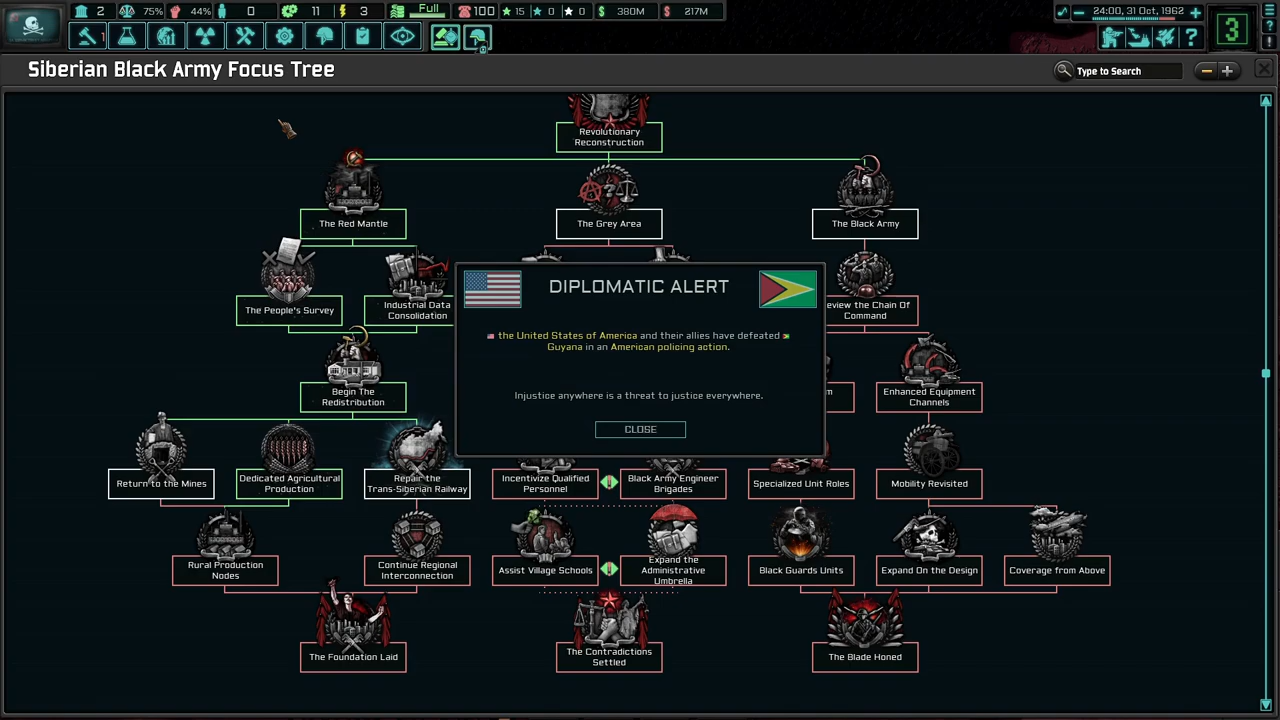 2 75% 44% 0 11 3 Full 100 15 0 0 $ 380M $ 217M
24:00, 31 Oct, 1962
3
1
Siberian Black Army Focus Tree
Type to Search
Revolutionary
Reconstruction
The Red Mantle
The Grey Area
The Black Army
The People's Survey
Industrial Data
Consolidation
eview the Chain Of
Command
DIPLOMATIC ALERT
the United States of America and their allies have defeated
Guyana in an American policing action.
Injustice anywhere is a threat to justice everywhere.
CLOSE
Begin The
Redistribution
m
Enhanced Equipment
Channels
Return to the Mines
Dedicated Agricultural
Production
Repair the
Trans-Siberian Railway
Incentivize Qualified
Personnel
Black Army Engineer
Brigades
Specialized Unit Roles
Mobility Revisited
Rural Production
Nodes
Continue Regional
Interconnection
Assist Village Schools
Expand the
Administrative
Umbrella
Black Guards Units
Expand On the Design
Coverage from Above
The Foundation Laid
The Contradictions
Settled
The Blade Honed